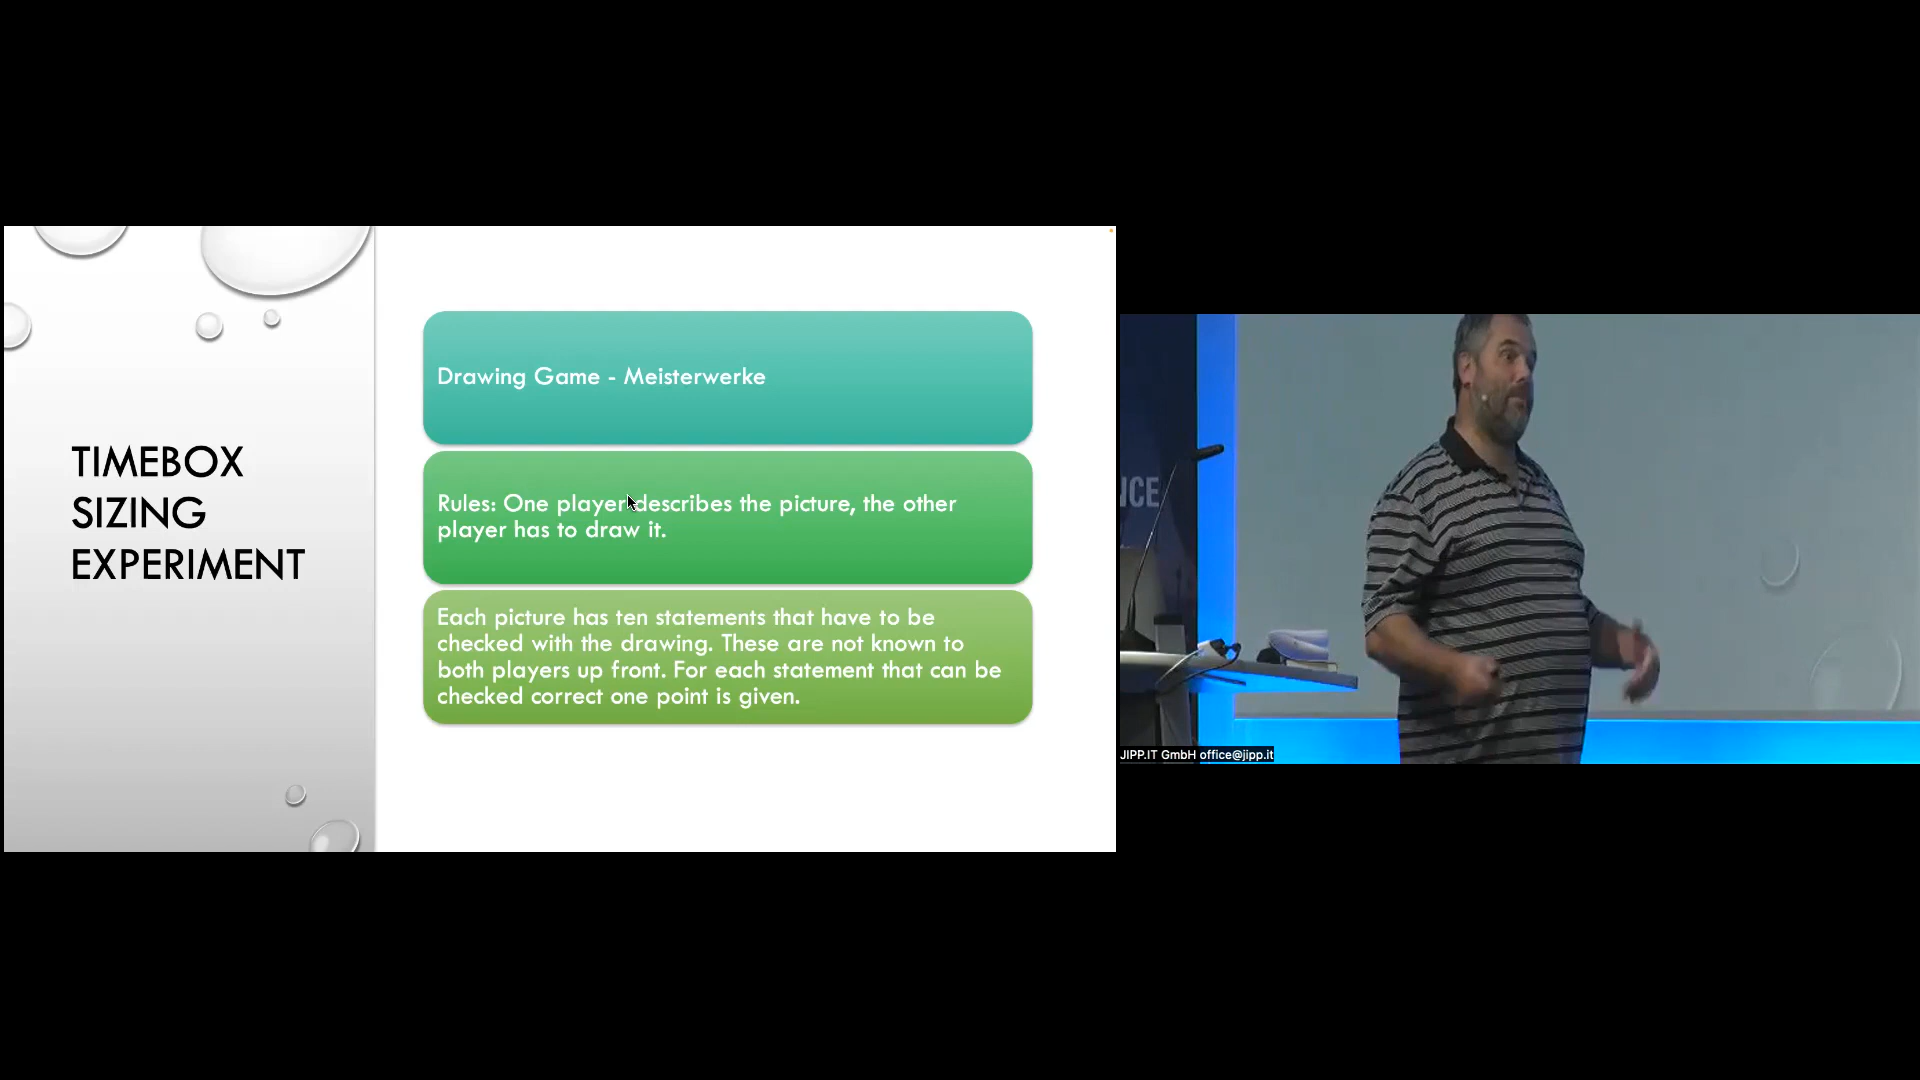 TIMEBOX
SIZING
EXPERIMENT
Drawing Game - Meisterwerke
Rules: One player describes the picture, the other
player has to draw it.
Each picture has ten statements that have to be
checked with the drawing. These are not known to
both players up front. For each statement that can be
checked correct one point is given.
NCE
JIPP.IT GmbH office@jipp.it